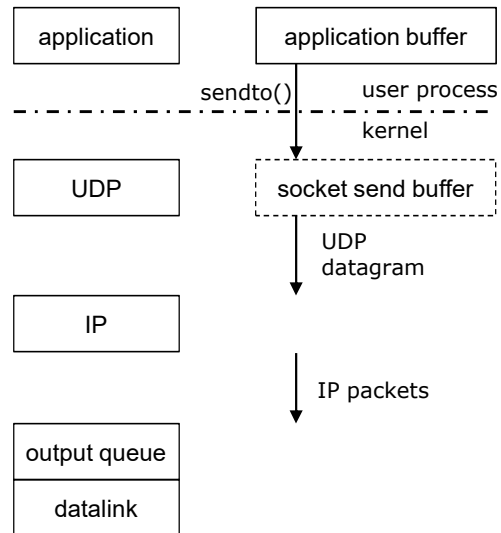 application
application buffer
sendto()
user process
kernel
UDP
socket send buffer
UDP
datagram
IP
IP packets
output queue
datalink